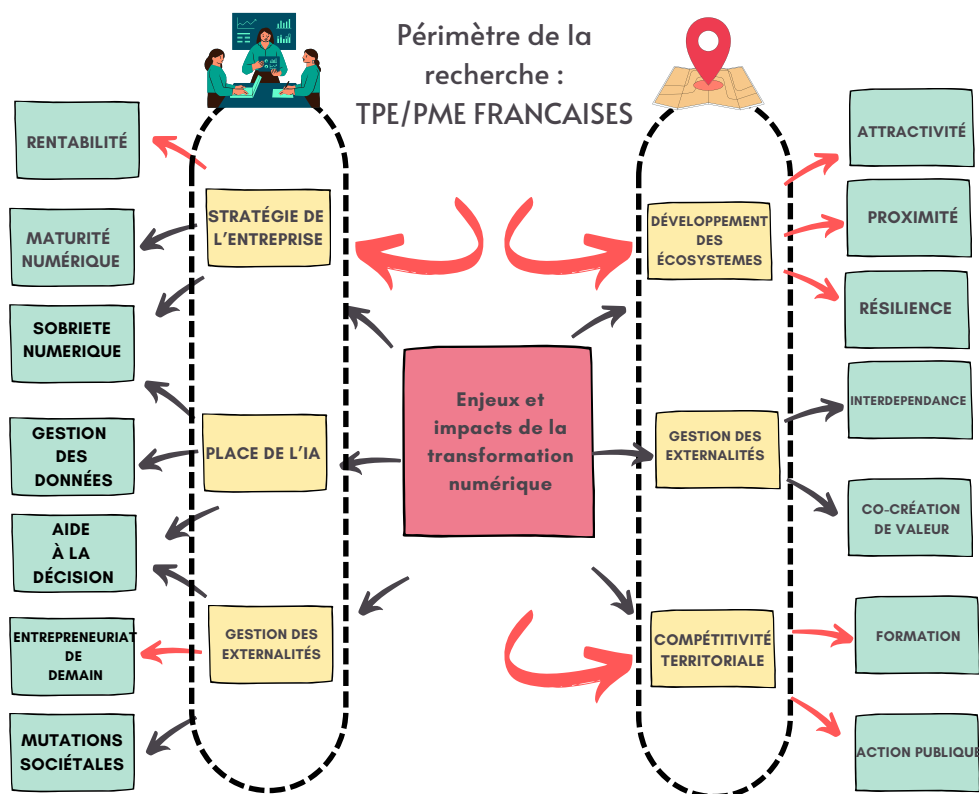 Périmètre de la
recherche :
TPE/PME FRANCAISES
RENTABILITÉ
MATURITÉ
NUMÉRIQUE
SOBRIETE
NUMERIQUE
GESTION
DES
DONNÉES
AIDE
À LA
DÉCISION
ENTREPRENEURIAT
DE
DEMAIN
MUTATIONS
SOCIÉTALES
STRATÉGIE DE
L'ENTREPRISE
PLACE DE L'IA
GESTION DES
EXTERNALITÉS
Enjeux et
impacts de la
transformation
numérique
DÉVELOPPEMENT
DES
ÉCOSYSTEMES
GESTION DES
EXTERNALITÉS
COMPÉTITIVITÉ
TERRITORIALE
ATTRACTIVITÉ
PROXIMITÉ
RÉSILIENCE
INTERDEPENDANCE
CO-CRÉATION
DE VALEUR
FORMATION
ACTION PUBLIQUE